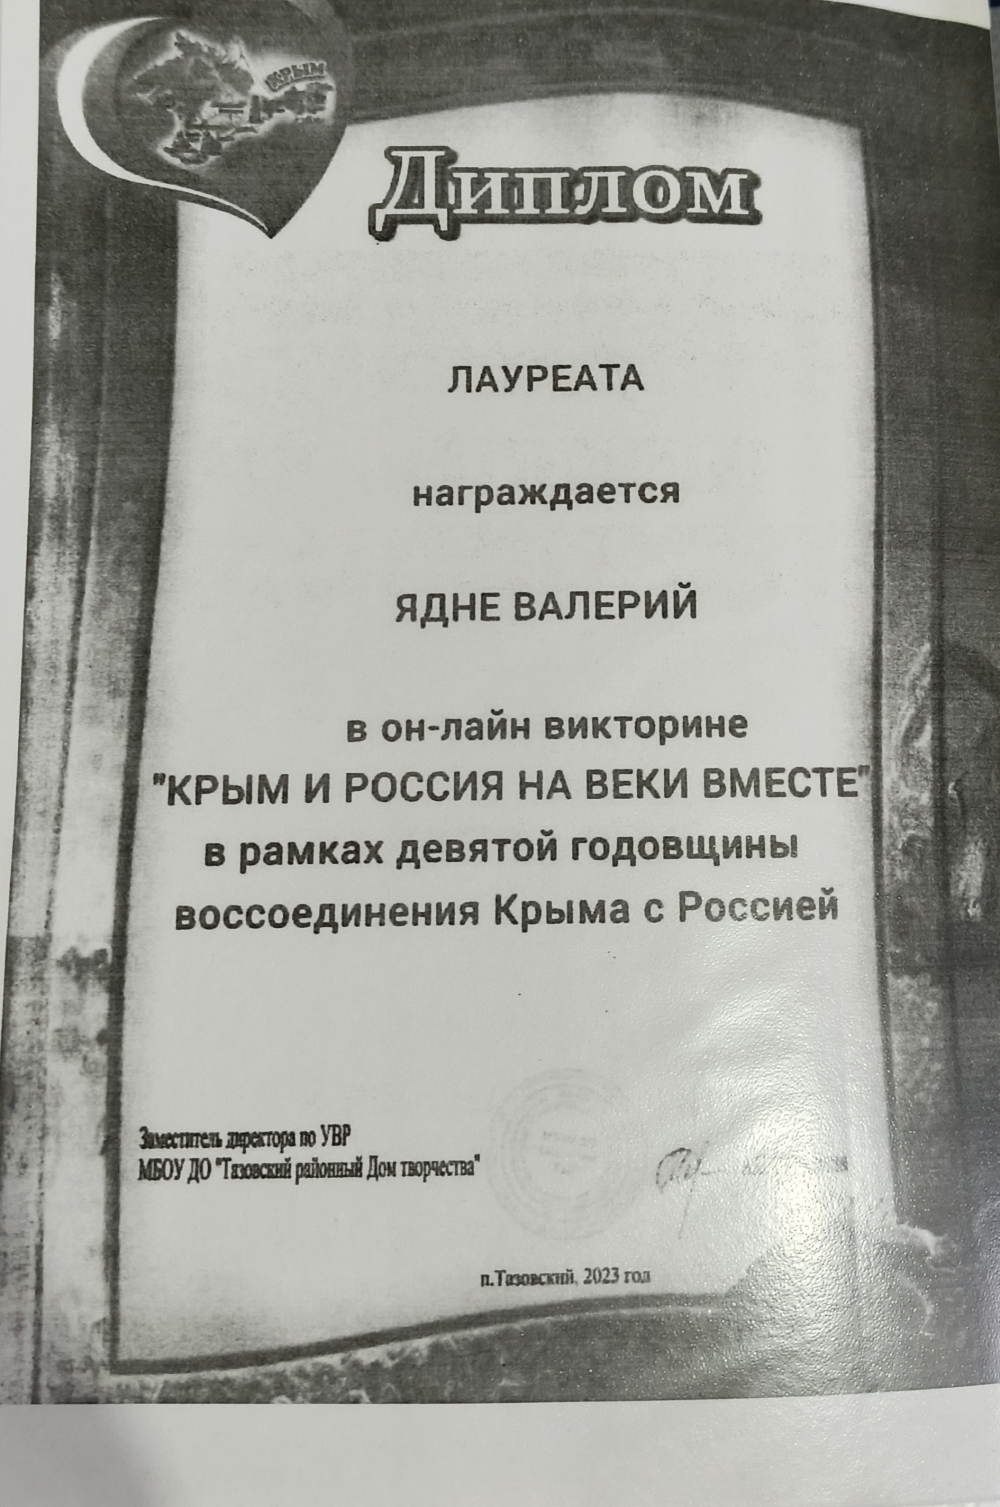 КРЫМ
Диплом
ЛАУРЕАТА
награждается
ЯДНЕ ВАЛЕРИЙ
в он-лайн викторине
"КРЫМ И РОССИЯ НА ВЕКИ ВМЕСТЕ"
в рамках девятой годовщины
воссоединения Крыма с Россией
Заместитель директора по УВР
МБОУ ДО "Тазовский районный Дом творчества"
п.Тазовский, 2023 год